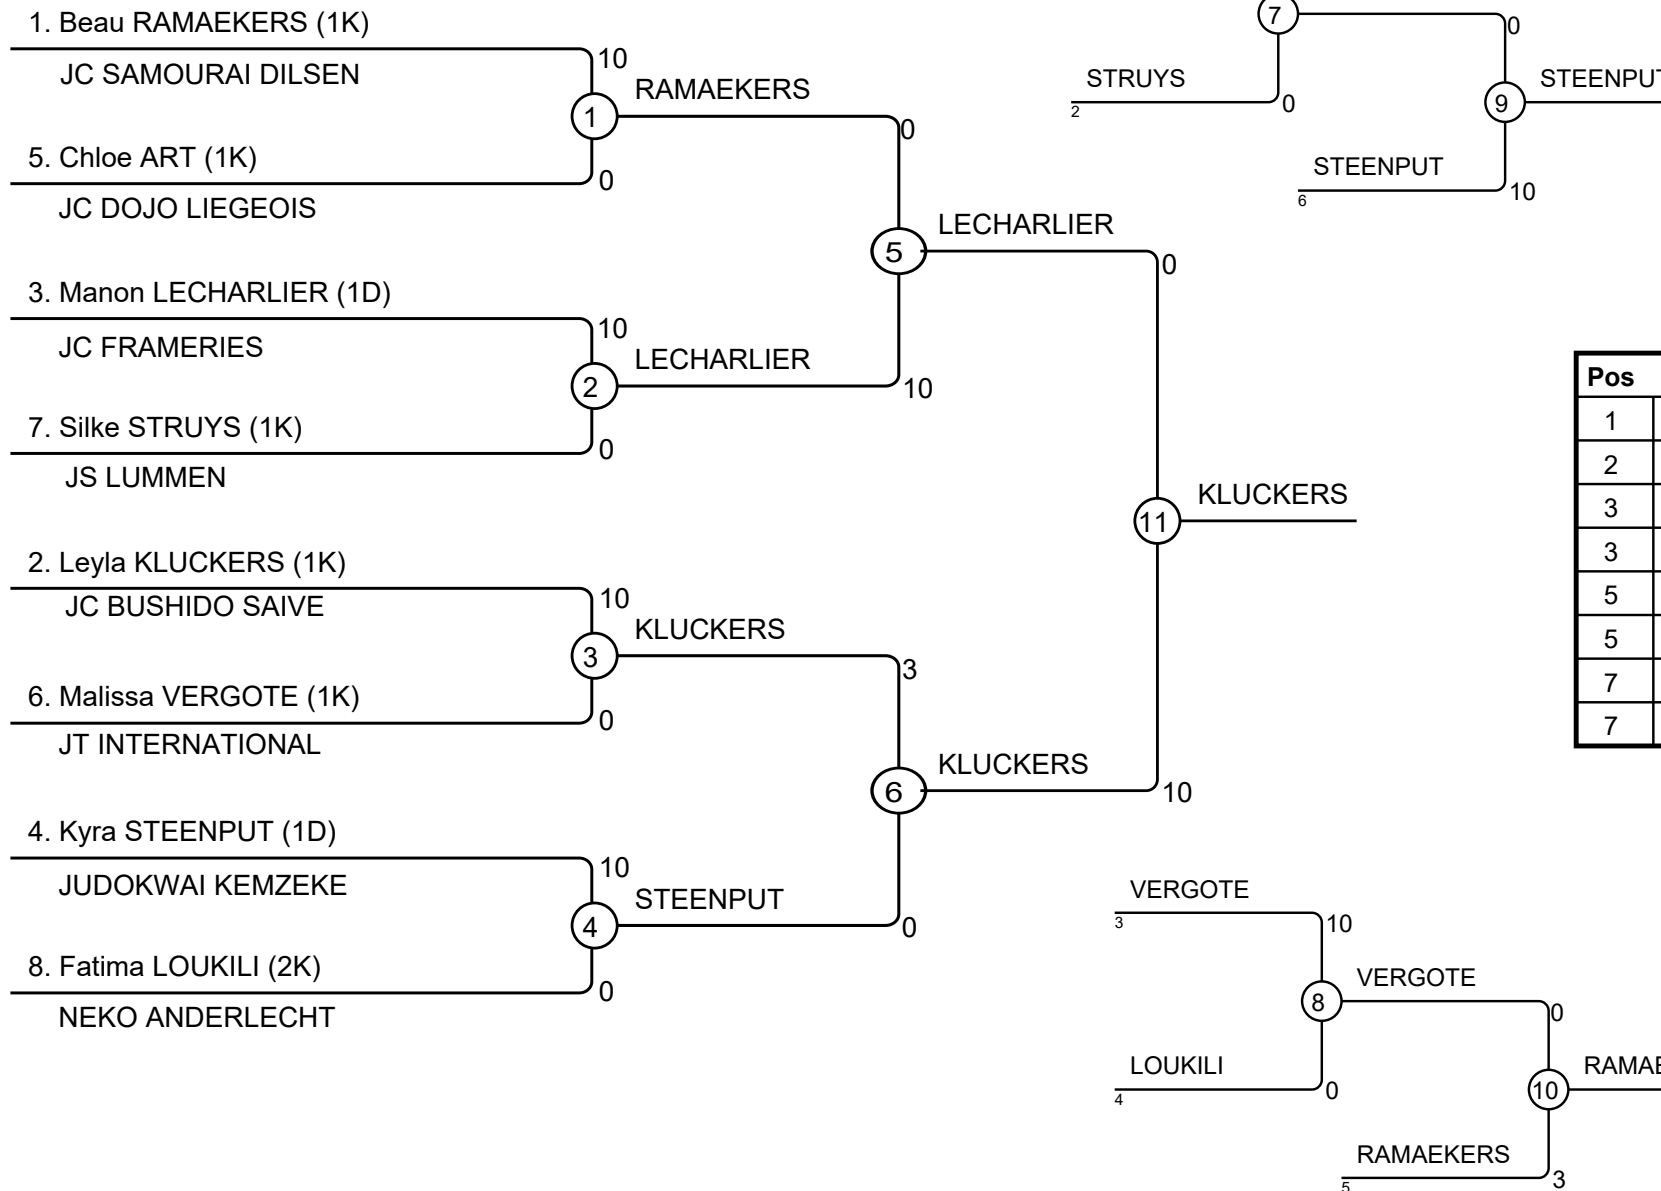 1. Beau RAMAEKERS (1K)
10
JC SAMOURAI DILSEN
RAMAEKERS
1
0
5. Chloe ART (1K)
0
JC DOJO LIEGEOIS
LECHARLIER
5
0
3. Manon LECHARLIER (1D)
10
JC FRAMERIES
LECHARLIER
2
10
7. Silke STRUYS (1K)
0
JS LUMMEN
KLUCKERS
11
2. Leyla KLUCKERS (1K)
10
JC BUSHIDO SAIVE
KLUCKERS
3
3
6. Malissa VERGOTE (1K)
0
JT INTERNATIONAL
KLUCKERS
6
10
4. Kyra STEENPUT (1D)
10
JUDOKWAI KEMZEKE
STEENPUT
4
0
8. Fatima LOUKILI (2K)
0
NEKO ANDERLECHT
7
0
STRUYS
2
0
9
STEENPUT
STEENPUT
6
10
Pos
1
2
3
3
5
5
7
7
VERGOTE
3
10
VERGOTE
8
0
LOUKILI
4
0
10
RAMAEKERS
5
3